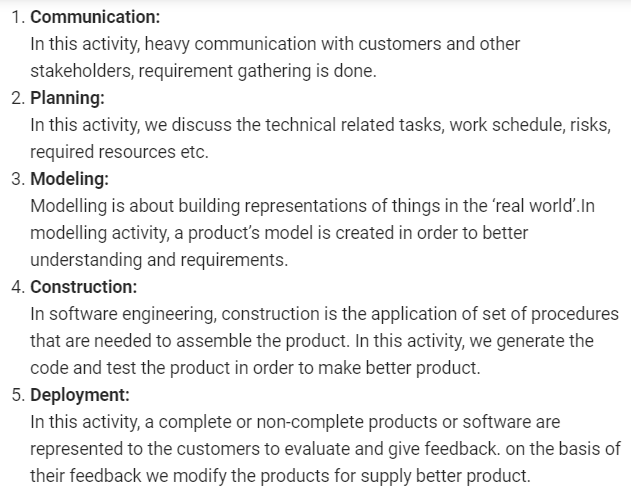 1. Communication:
In this activity, heavy communication with customers and other
stakeholders, requirement gathering is done.
2. Planning:
In this activity, we discuss the technical related tasks, work schedule, risks,
required resources etc.
3. Modeling:
Modelling is about building representations of things in the ‘real world’.In
modelling activity, a product’s model is created in order to better
understanding and requirements.
4. Construction:
In software engineering, construction is the application of set of procedures
that are needed to assemble the product. In this activity, we generate the
code and test the product in order to make better product.
5. Deployment:
In this activity, a complete or non-complete products or software are
represented to the customers to evaluate and give feedback. on the basis of
their feedback we modify the products for supply better product.